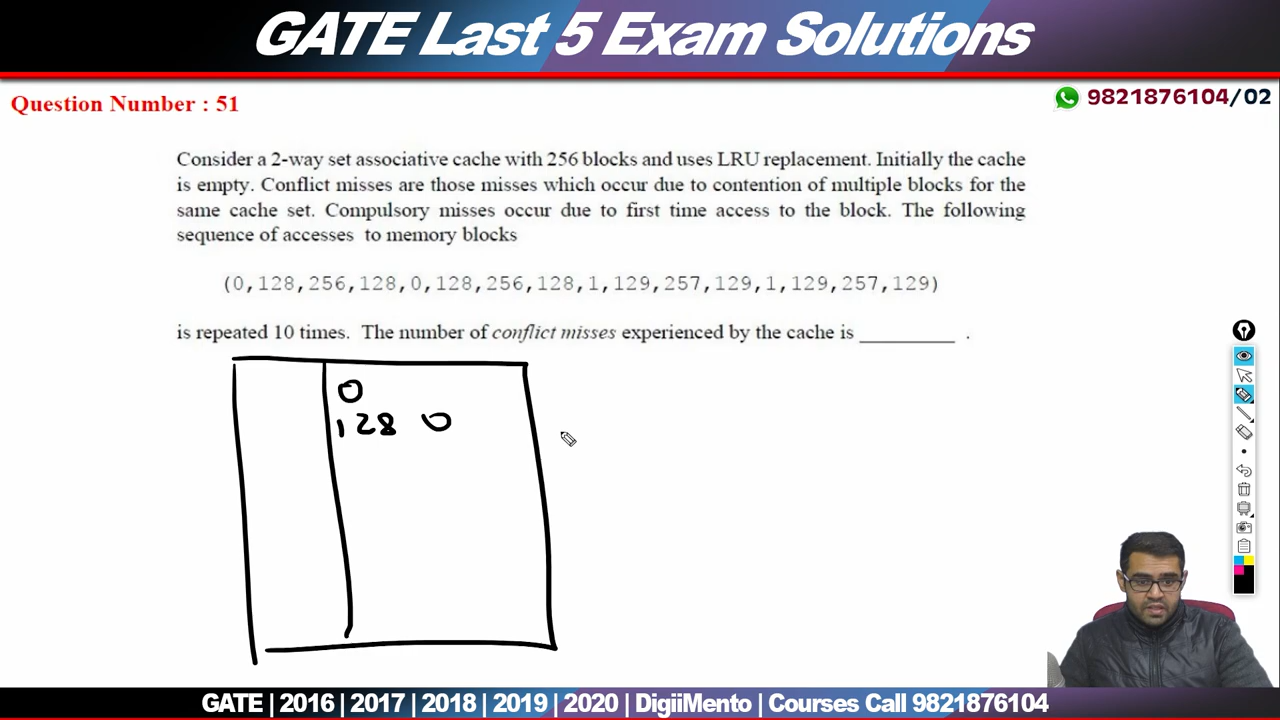 GATE Last 5 Exam Solutions
Question Number : 51
9821876104/02
Consider a 2-way set associative cache with 256 blocks and uses LRU replacement. Initially the cache
is empty. Conflict misses are those misses which occur due to contention of multiple blocks for the
same cache set. Compulsory misses occur due to first time access to the block. The following
sequence of accesses to memory blocks
(0,128,256,128,0,128,256,128,1,129,257,129,1,129,257,129)
is repeated 10 times. The number of conflict misses experienced by the cache is __________ .
0
128 0
GATE | 2016 | 2017 | 2018 | 2019 | 2020 | DigiiMento | Courses Call 9821876104